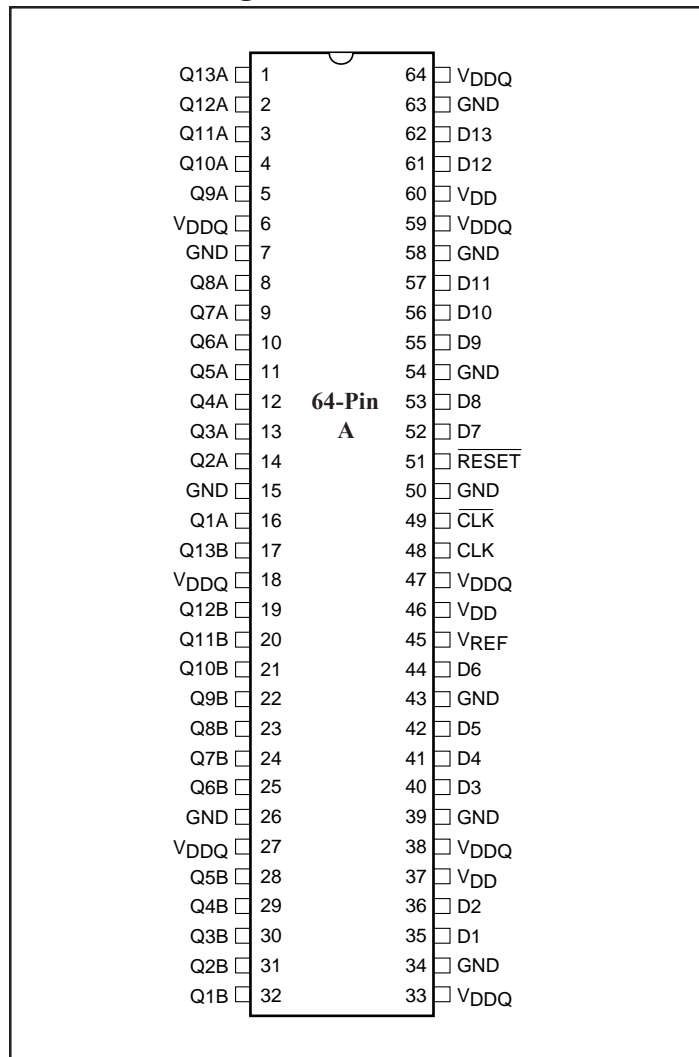 Q13A 1 64 VDDQ
Q12A 2 63 GND
Q11A 3 62 D13
Q10A 4 61 D12
Q9A 5 60 VDD
VDDQ 6 59 VDDQ
GND 7 58 GND
Q8A 8 57 D11
Q7A 9 56 D10
Q6A 10 55 D9
Q5A 11 54 GND
Q4A 12 64-Pin 53 D8
Q3A 13 A 52 D7
Q2A 14 51 R̅E̅S̅E̅T̅
GND 15 50 GND
Q1A 16 49 C̅L̅K̅
Q13B 17 48 CLK
VDDQ 18 47 VDDQ
Q12B 19 46 VDD
Q11B 20 45 VREF
Q10B 21 44 D6
Q9B 22 43 GND
Q8B 23 42 D5
Q7B 24 41 D4
Q6B 25 40 D3
GND 26 39 GND
VDDQ 27 38 VDDQ
Q5B 28 37 VDD
Q4B 29 36 D2
Q3B 30 35 D1
Q2B 31 34 GND
Q1B 32 33 VDDQ